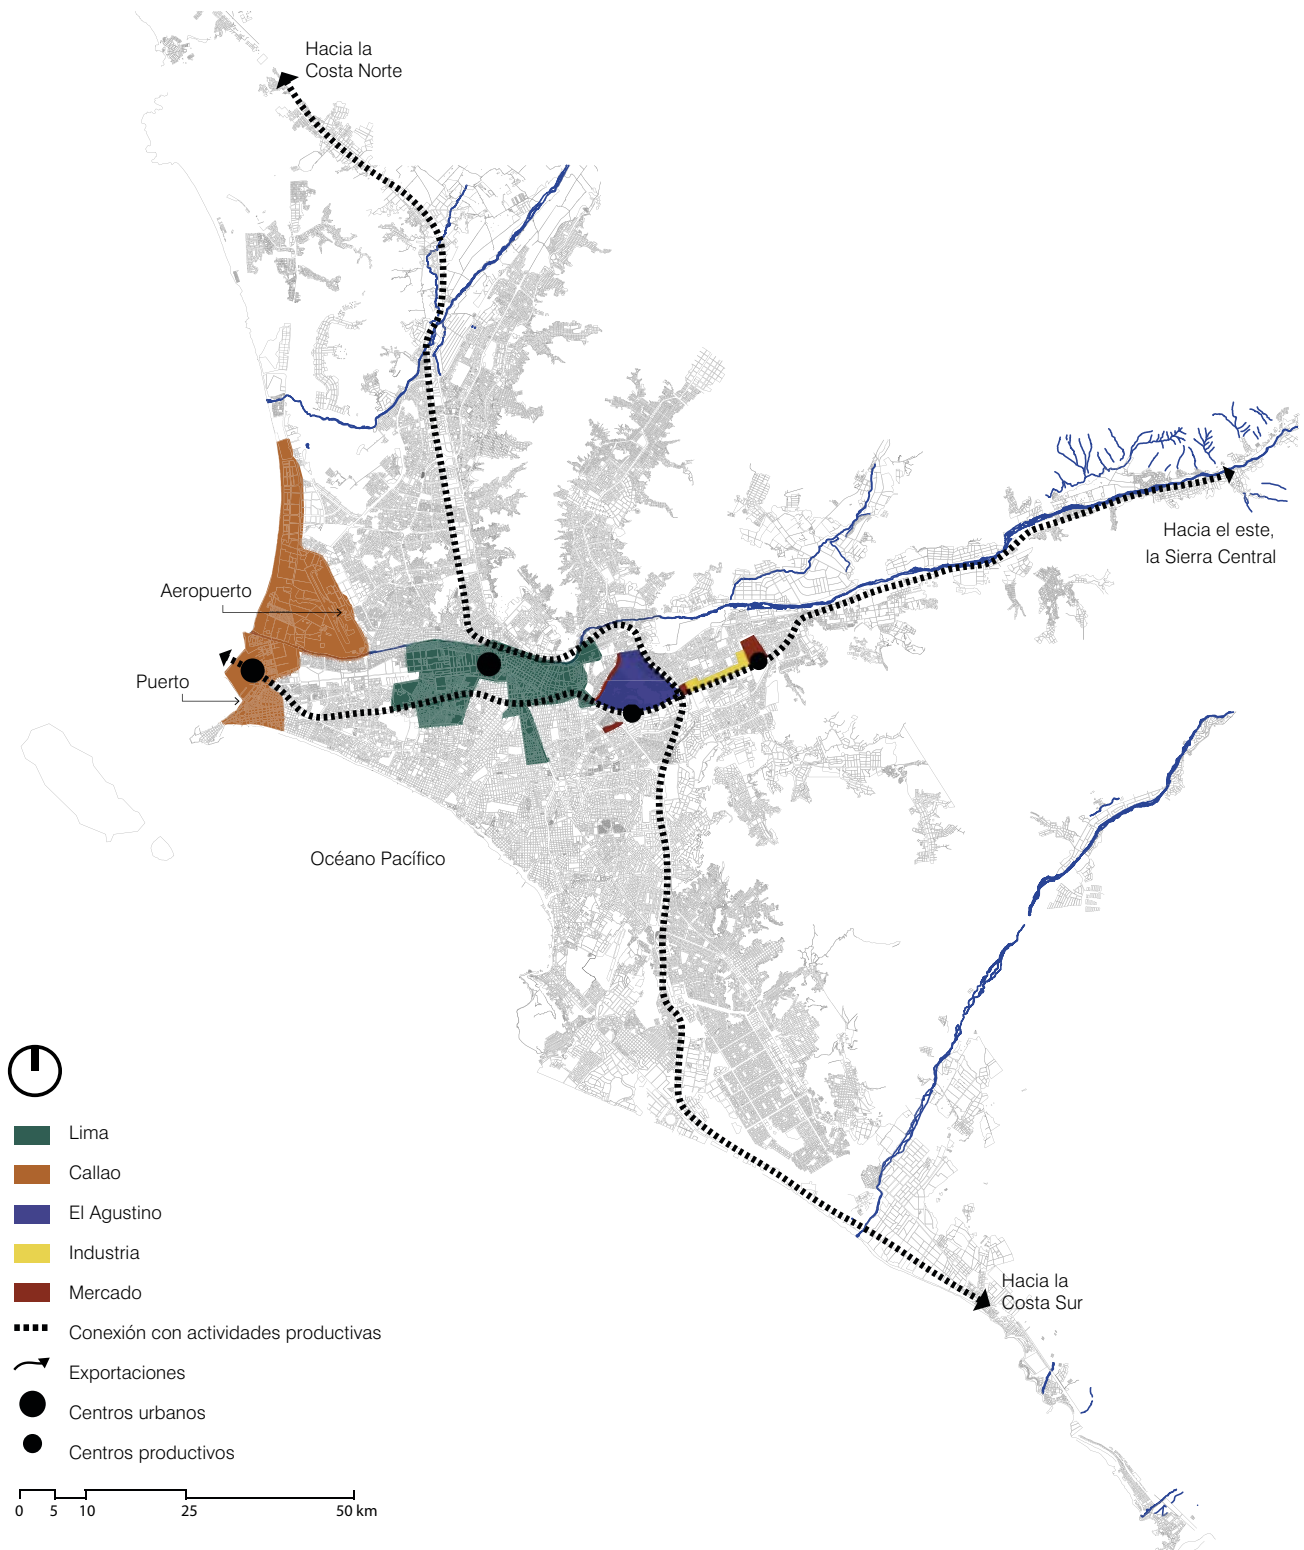 Hacia la
Costa Norte
Hacia el este,
la Sierra Central
Aeropuerto
Puerto
Océano Pacífico
Hacia la
Costa Sur
Lima
Callao
El Agustino
Industria
Mercado
Conexión con actividades productivas
Exportaciones
Centros urbanos
Centros productivos
0 5 10 25 50 km